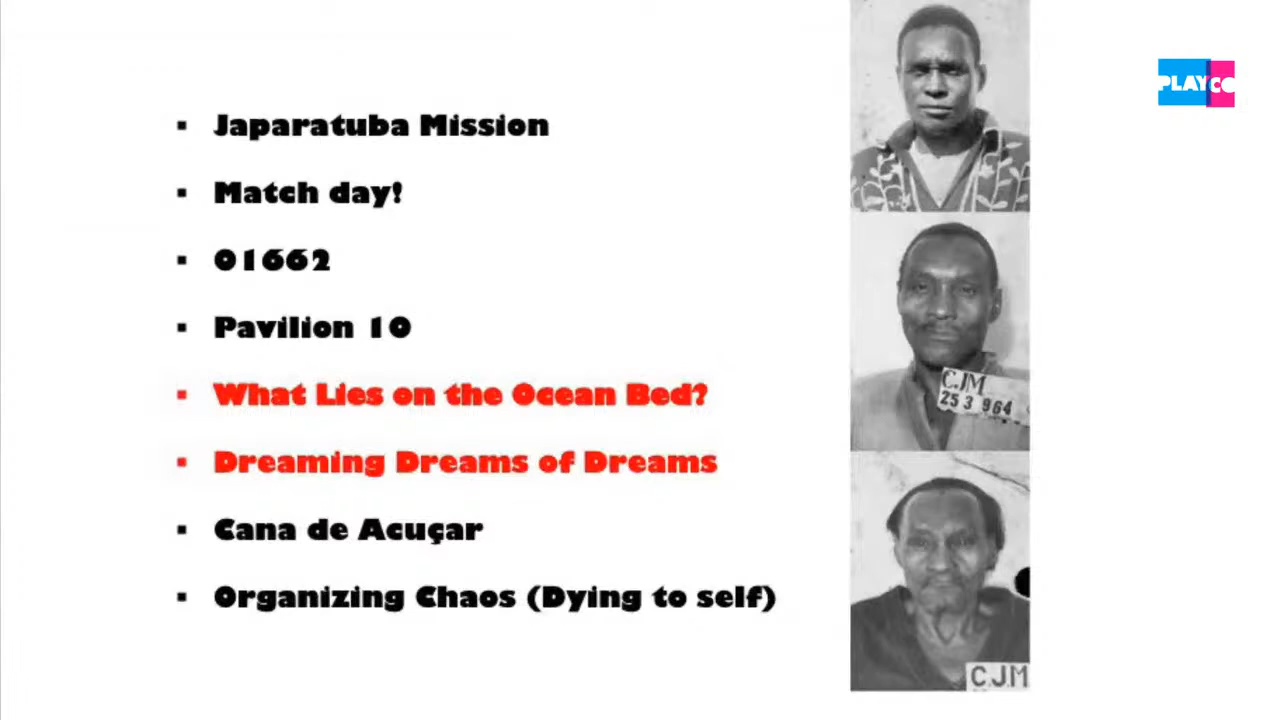 PLAYCO
Japaratuba Mission
Match day!
01662
Pavilion 10
What Lies on the Ocean Bed?
Dreaming Dreams of Dreams
Cana de Acuçar
Organizing Chaos (Dying to self)
CJM
25 3 964
C.J.M